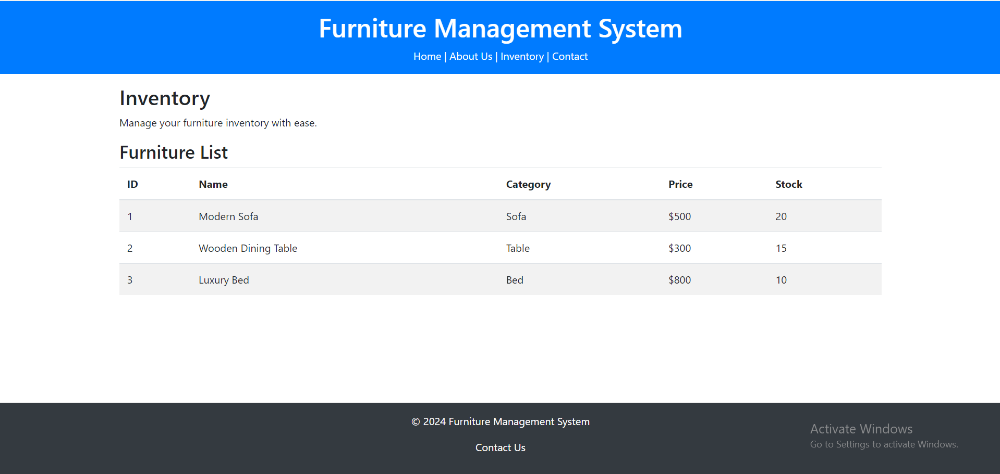 Furniture Management System
Home | About Us | Inventory | Contact
Inventory
Manage your furniture inventory with ease.
Furniture List
ID Name Category Price Stock
1 Modern Sofa Sofa $500 20
2 Wooden Dining Table Table $300 15
3 Luxury Bed Bed $800 10
© 2024 Furniture Management System
Contact Us
Activate Windows
Go to Settings to activate Windows.